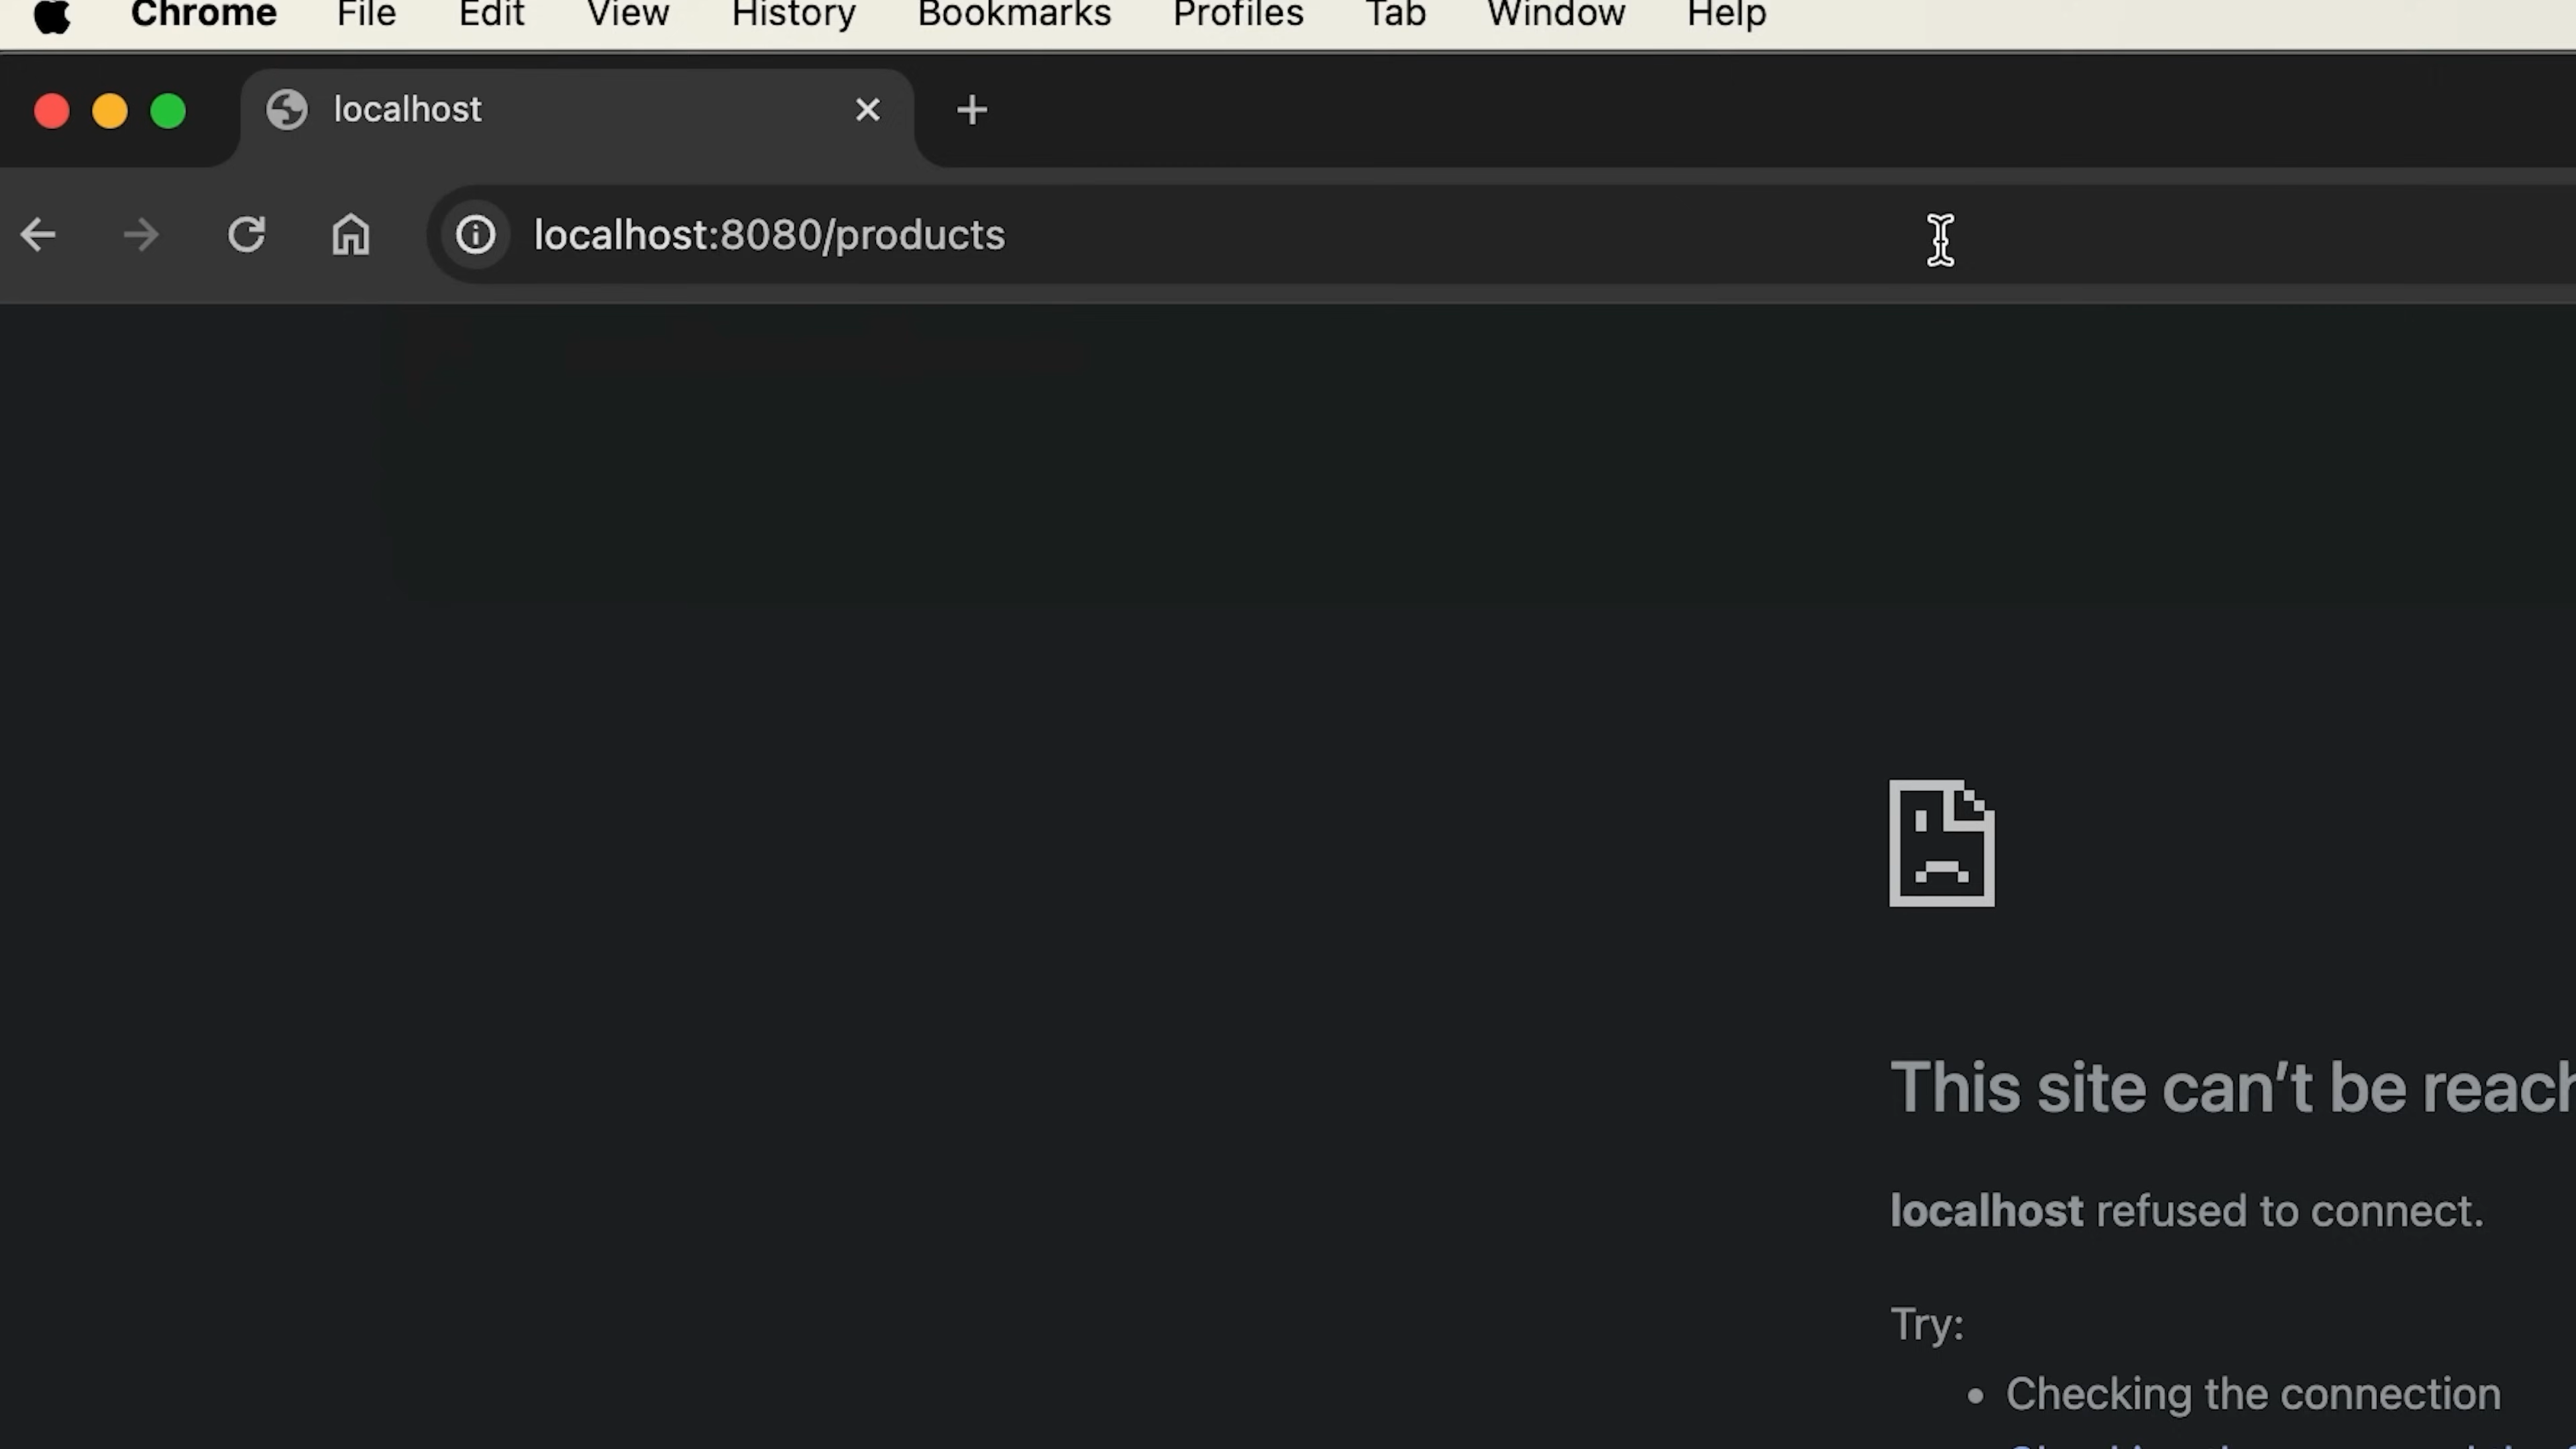 Chrome File Edit View History Bookmarks Profiles Tab Window Help
localhost
localhost:8080/products
This site can’t be reach
localhost refused to connect.
Try:
• Checking the connection